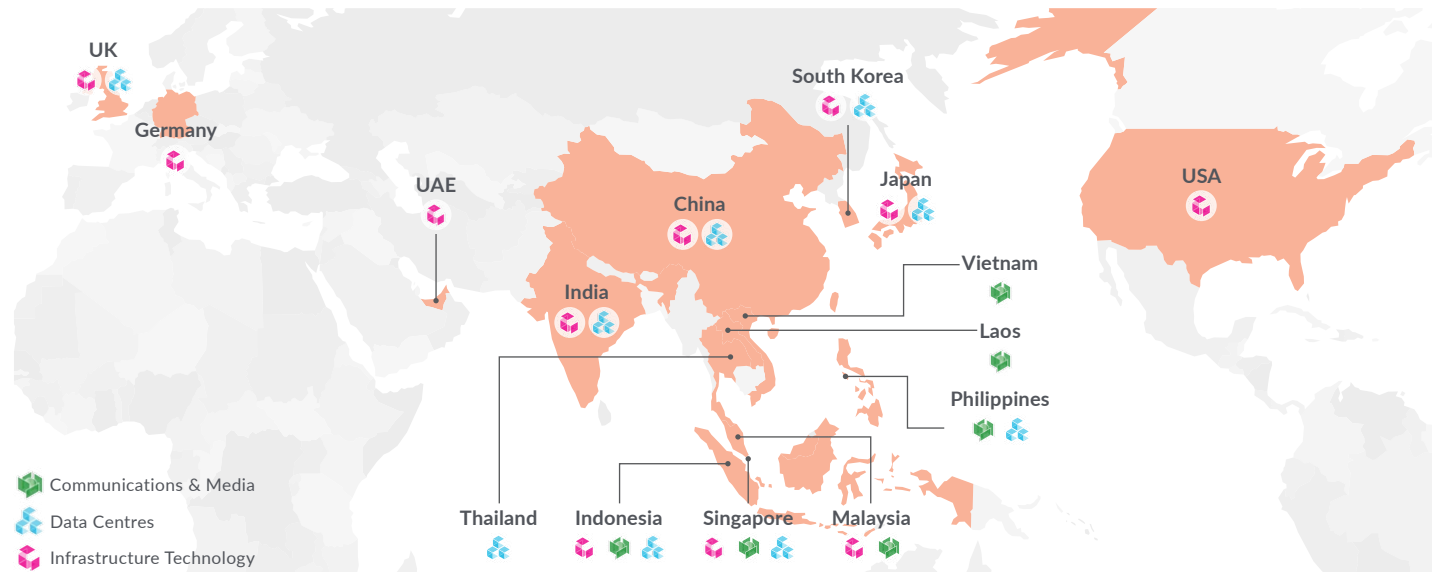 UK
South Korea
Germany
Japan
USA
UAE
China
Vietnam
India
Laos
Philippines
Communications & Media
Data Centres
Infrastructure Technology
Thailand
Indonesia
Singapore
Malaysia